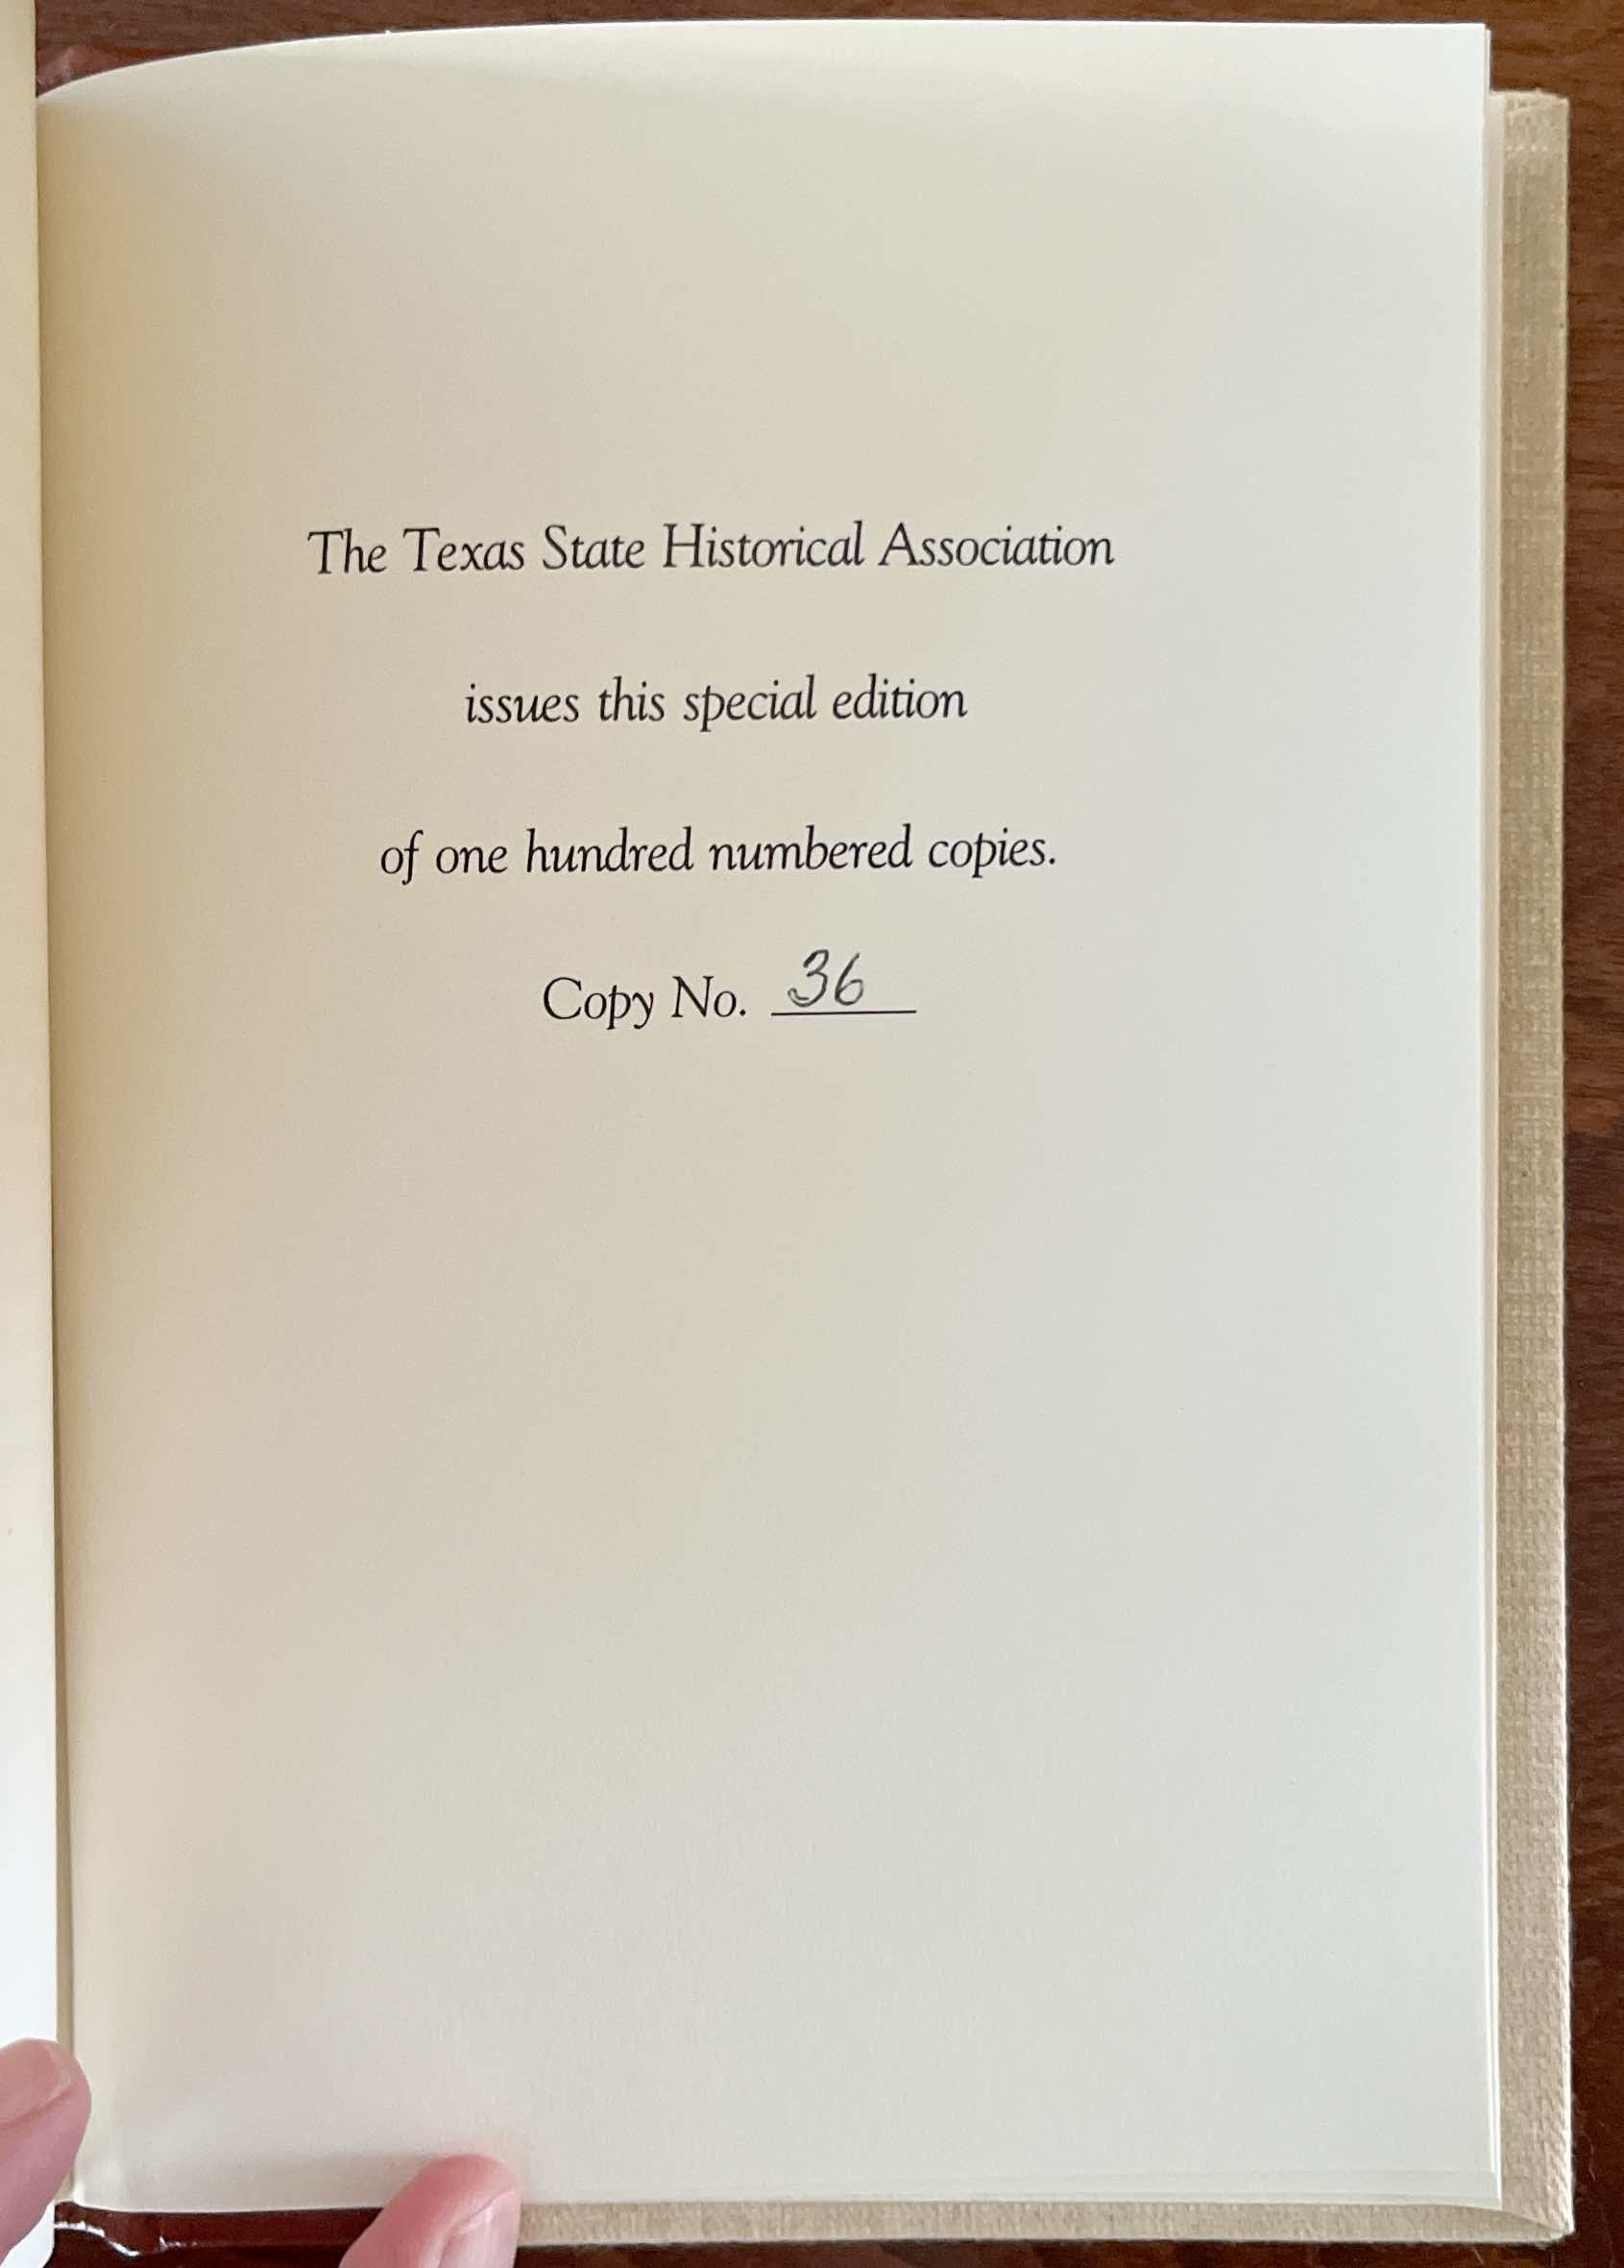 The Texas State Historical Association
issues this special edition
of one hundred numbered copies.
Copy No. 36